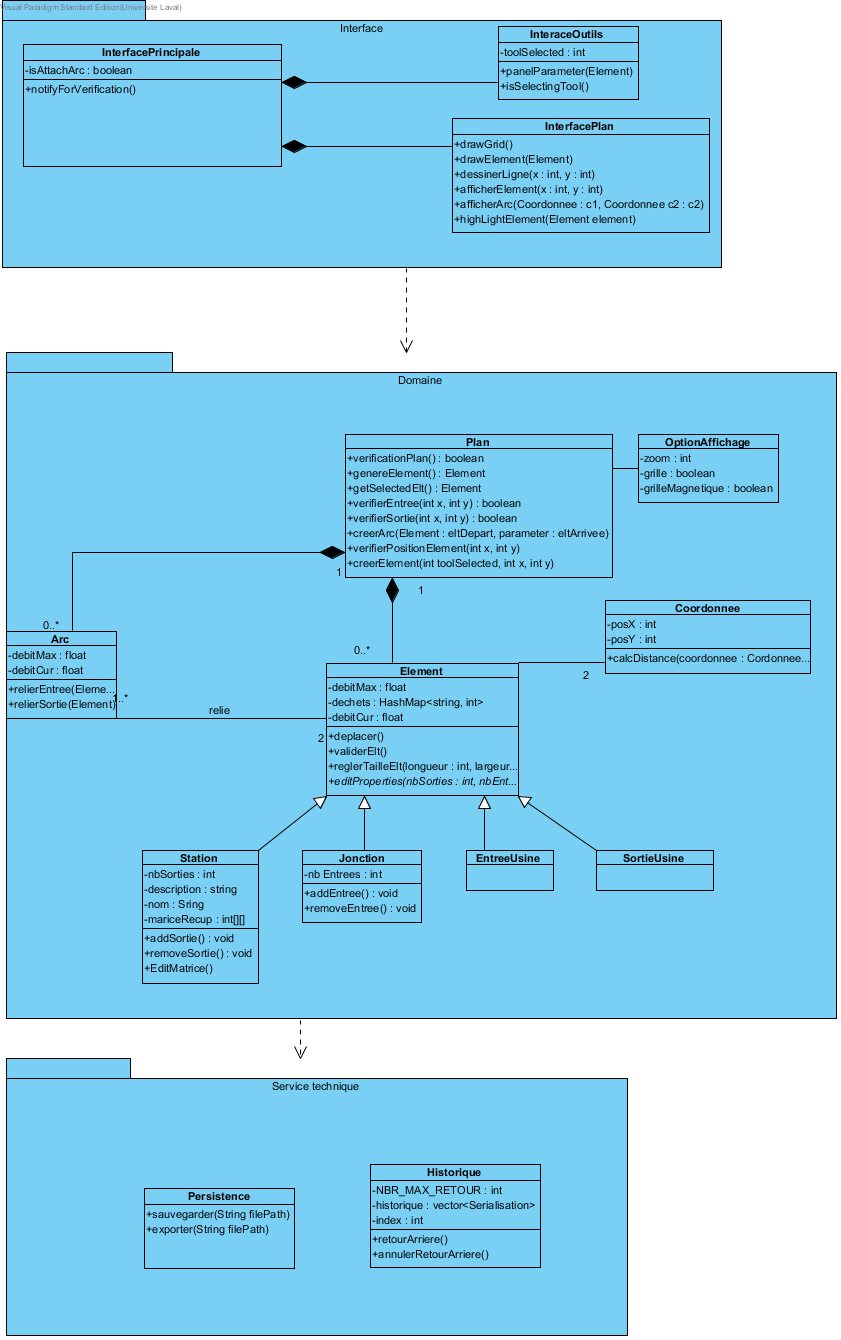 Visual Paradigm Standard Edition(Universite Laval)
Interface
InterfacePrincipale
-isAttachArc : boolean
+notifyForVerification()
InteraceOutils
-toolSelected : int
+panelParameter(Element)
+isSelectingTool()
InterfacePlan
+drawGrid()
+drawElement(Element)
+dessinerLigne(x : int, y : int)
+afficherElement(x : int, y : int)
+afficherArc(Coordonnee : c1, Coordonnee c2 : c2)
+highLightElement(Element element)
Domaine
Plan
+verificationPlan() : boolean
+genereElement() : Element
+getSelectedElt() : Element
+verifierEntree(int x, int y) : boolean
+verifierSortie(int x, int y) : boolean
+creerArc(Element : eltDepart, parameter : eltArrivee)
+verifierPositionElement(int x, int y)
+creerElement(int toolSelected, int x, int y)
OptionAffichage
-zoom : int
-grille : boolean
-grilleMagnetique : boolean
1
1
0..*
0..*
Arc
-debitMax : float
-debitCur : float
+relierEntree(Eleme...
+relierSortie(Element)
1..*
relie
2
Element
-debitMax : float
-dechets : HashMap<string, int>
-debitCur : float
+deplacer()
+validerElt()
+reglerTailleElt(longueur : int, largeur...
+editProperties(nbSorties : int, nbEnt...
2
Coordonnee
-posX : int
-posY : int
+calcDistance(coordonnee : Cordonnee...
Station
-nbSorties : int
-description : string
-nom : Sring
-mariceRecup : int[][]
+addSortie() : void
+removeSortie() : void
+EditMatrice()
Jonction
-nb Entrees : int
+addEntree() : void
+removeEntree() : void
EntreeUsine
SortieUsine
Service technique
Persistence
+sauvegarder(String filePath)
+exporter(String filePath)
Historique
-NBR_MAX_RETOUR : int
-historique : vector<Serialisation>
-index : int
+retourArriere()
+annulerRetourArriere()